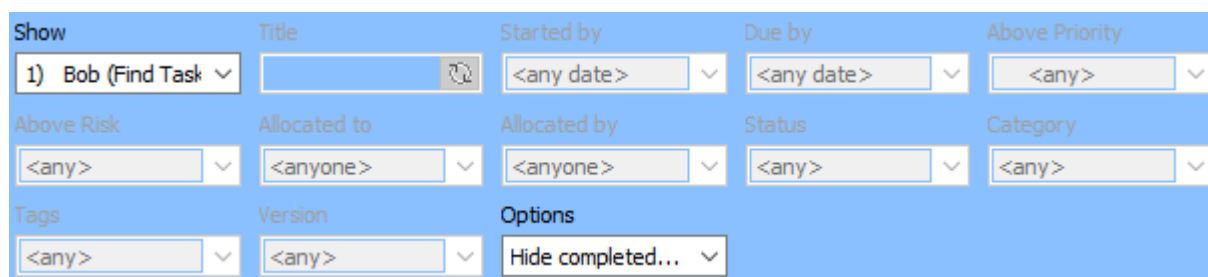 Show Title Started by Due by Above Priority
1) Bob (Find Task <any date> <any date> <any>
Above Risk Allocated to Allocated by Status Category
<any> <anyone> <anyone> <any> <any>
Tags Version Options
<any> <any> Hide completed...